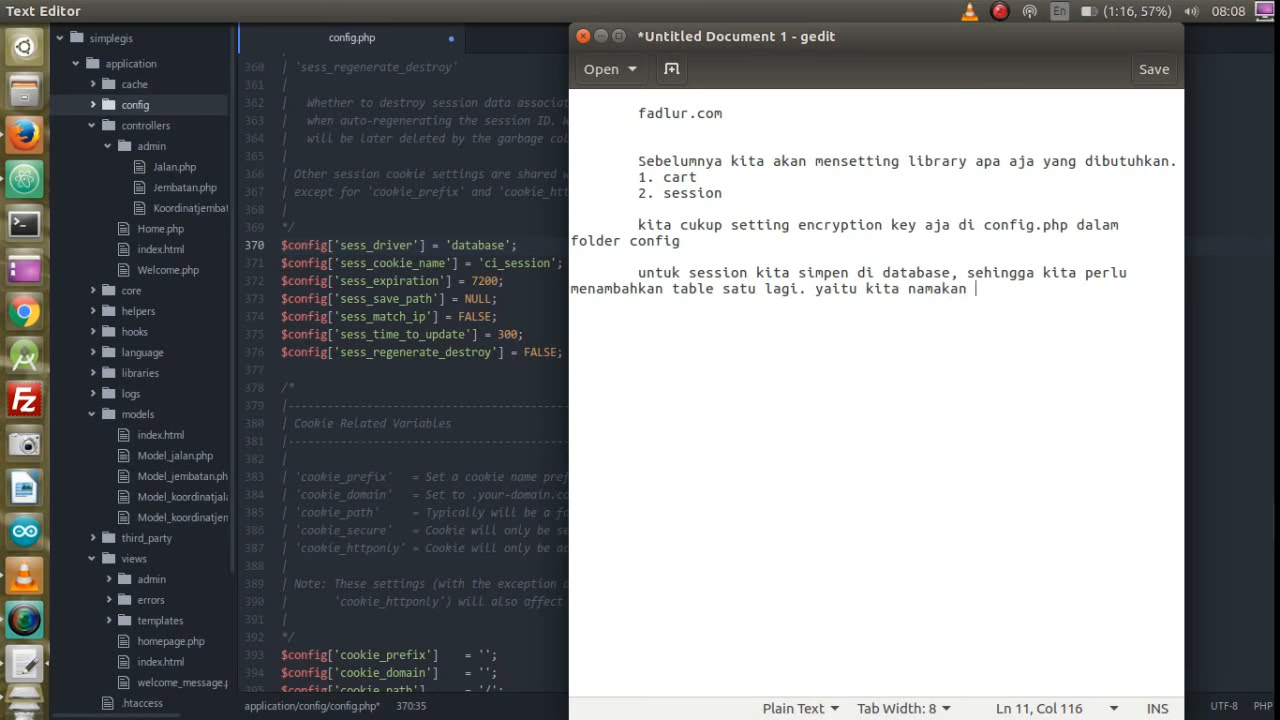 Text Editor
En
(1:16, 57%)
08:08
simplegis
application
cache
config
controllers
admin
Jalan.php
Jembatan.php
Koordinatjembat
Home.php
index.html
Welcome.php
core
helpers
hooks
language
libraries
logs
models
index.html
Model_jalan.php
Model_jembatan.ph
Model_koordinatjala
Model_koordinatjen
third_party
views
admin
errors
templates
homepage.php
index.html
welcome_message.p
.htaccess
config.php
360 | 'sess_regenerate_destroy'
361 |
362 | Whether to destroy session data associat
363 | when auto-regenerating the session ID. W
364 | will be later deleted by the garbage col
365 |
366 | Other session cookie settings are shared w
367 | except for 'cookie_prefix' and 'cookie_htt
368 |
369 */
370 $config['sess_driver'] = 'database';
371 $config['sess_cookie_name'] = 'ci_session';
372 $config['sess_expiration'] = 7200;
373 $config['sess_save_path'] = NULL;
374 $config['sess_match_ip'] = FALSE;
375 $config['sess_time_to_update'] = 300;
376 $config['sess_regenerate_destroy'] = FALSE;
377
378 /*
379 |--------------------------------------
380 | Cookie Related Variables
381 |--------------------------------------
382 |
383 | 'cookie_prefix' = Set a cookie name pref
384 | 'cookie_domain' = Set to .your-domain.co
385 | 'cookie_path' = Typically will be a fo
386 | 'cookie_secure' = Cookie will only be se
387 | 'cookie_httponly' = Cookie will only be ac
388 |
389 | Note: These settings (with the exception o
390 | 'cookie_httponly') will also affect
391 |
392 */
393 $config['cookie_prefix'] = '';
394 $config['cookie_domain'] = '';
395 $config['cookie_path'] = '/';
application/config/config.php* 370:35
*Untitled Document 1 - gedit
Open
Save
fadlur.com
Sebelumnya kita akan mensetting library apa aja yang dibutuhkan.
1. cart
2. session
kita cukup setting encryption key aja di config.php dalam
folder config
untuk session kita simpen di database, sehingga kita perlu
menambahkan table satu lagi. yaitu kita namakan
Plain Text
Tab Width: 8
Ln 11, Col 116
INS
UTF-8
PHP